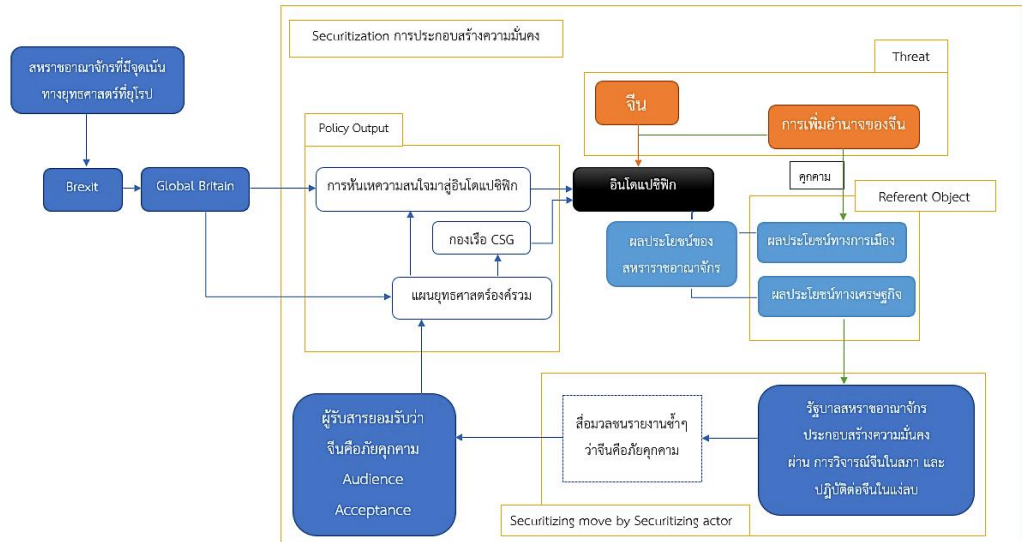 Securitization การประกอบสร้างความมั่นคง
สหราชอาณาจักรที่มีจุดเน้น
ทางยุทธศาสตร์ที่ยุโรป
Brexit
Global Britain
Policy Output
การหันเหความสนใจมาสู่อินโดแปซิฟิก
กองเรือ CSG
แผนยุทธศาสตร์องค์รวม
Threat
จีน
การเพิ่มอำนาจของจีน
อินโดแปซิฟิก
คุกคาม
Referent Object
ผลประโยชน์ของ
สหราราชอาณาจักร
ผลประโยชน์ทางการเมือง
ผลประโยชน์ทางเศรษฐกิจ
รัฐบาลสหราชอาณาจักร
ประกอบสร้างความมั่นคง
ผ่าน การวิจารณ์จีนในสภา และ
ปฏิบัติต่อจีนในแง่ลบ
สื่อมวลชนรายงานซ้ำๆ
ว่าจีนคือภัยคุกคาม
Securitizing move by Securitizing actor
ผู้รับสารยอมรับว่า
จีนคือภัยคุกคาม
Audience
Acceptance